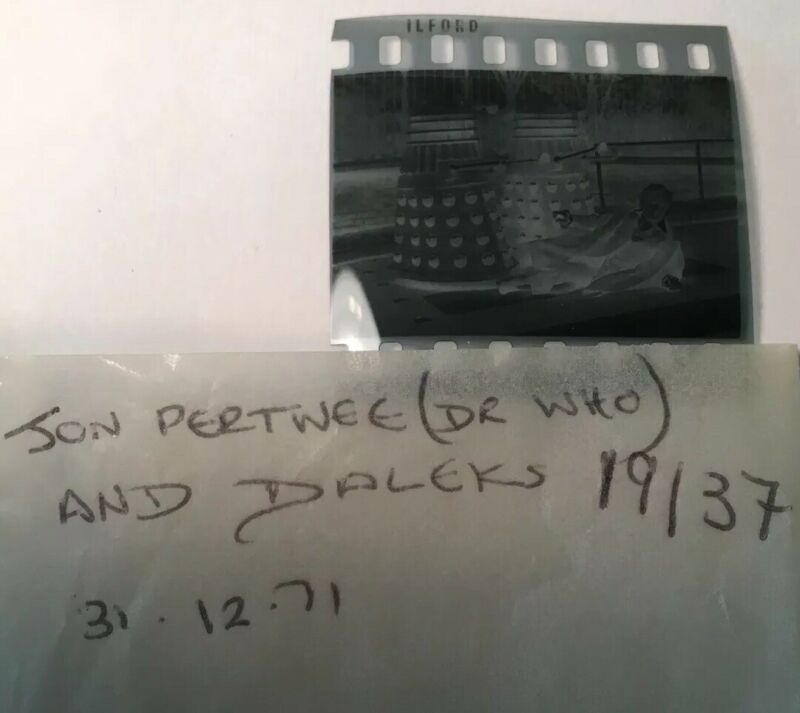 ILFORD
JON PERTWEE (DR WHO)
AND DALEKS 19/37
31.12.71